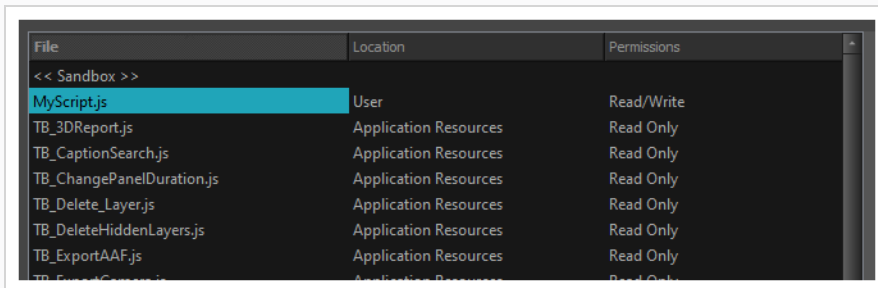 File Location Permissions
<< Sandbox >>
MyScript.js User Read/Write
TB_3DReport.js Application Resources Read Only
TB_CaptionSearch.js Application Resources Read Only
TB_ChangePanelDuration.js Application Resources Read Only
TB_Delete_Layer.js Application Resources Read Only
TB_DeleteHiddenLayers.js Application Resources Read Only
TB_ExportAAF.js Application Resources Read Only